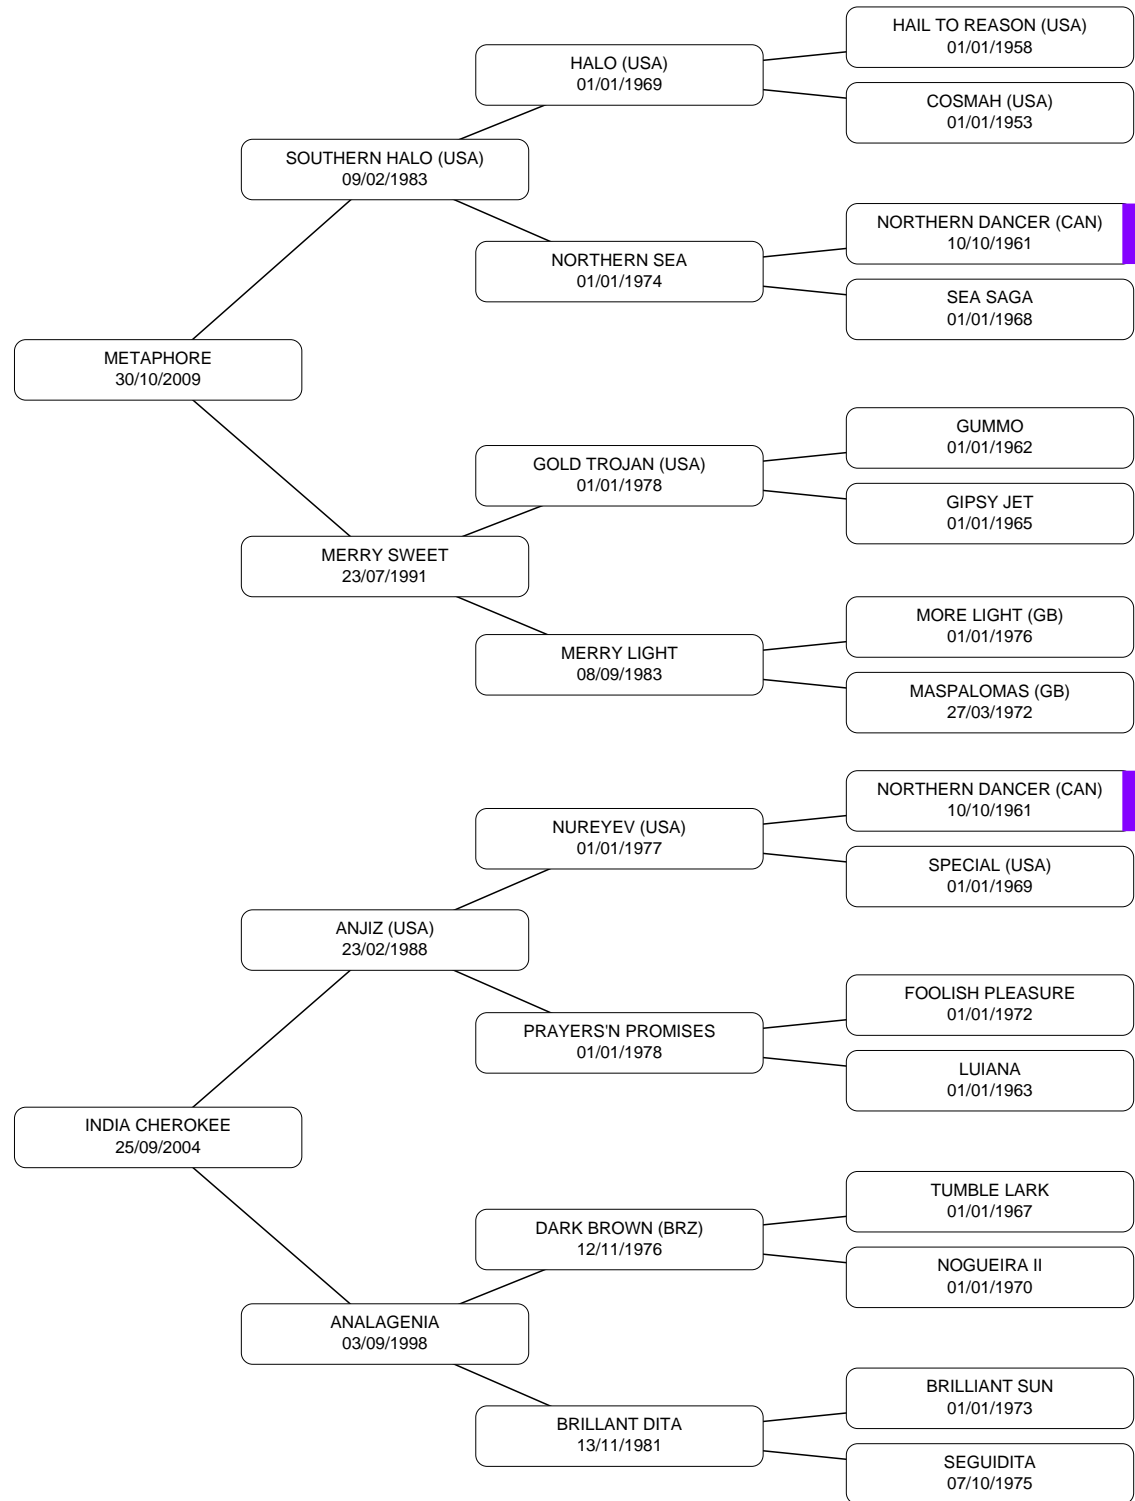 HAIL TO REASON (USA)
01/01/1958
HALO (USA)
01/01/1969
COSMAH (USA)
01/01/1953
SOUTHERN HALO (USA)
09/02/1983
NORTHERN DANCER (CAN)
10/10/1961
NORTHERN SEA
01/01/1974
SEA SAGA
01/01/1968
METAPHORE
30/10/2009
GUMMO
01/01/1962
GOLD TROJAN (USA)
01/01/1978
GIPSY JET
01/01/1965
MERRY SWEET
23/07/1991
MORE LIGHT (GB)
01/01/1976
MERRY LIGHT
08/09/1983
MASPALOMAS (GB)
27/03/1972
NORTHERN DANCER (CAN)
10/10/1961
NUREYEV (USA)
01/01/1977
SPECIAL (USA)
01/01/1969
ANJIZ (USA)
23/02/1988
FOOLISH PLEASURE
01/01/1972
PRAYERS'N PROMISES
01/01/1978
LUIANA
01/01/1963
INDIA CHEROKEE
25/09/2004
TUMBLE LARK
01/01/1967
DARK BROWN (BRZ)
12/11/1976
NOGUEIRA II
01/01/1970
ANALAGENIA
03/09/1998
BRILLIANT SUN
01/01/1973
BRILLANT DITA
13/11/1981
SEGUIDITA
07/10/1975